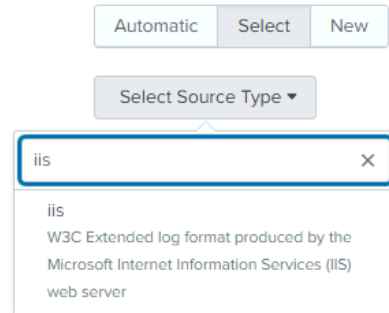 Automatic Select New
Select Source Type
iis
iis
W3C Extended log format produced by the
Microsoft Internet Information Services (IIS)
web server